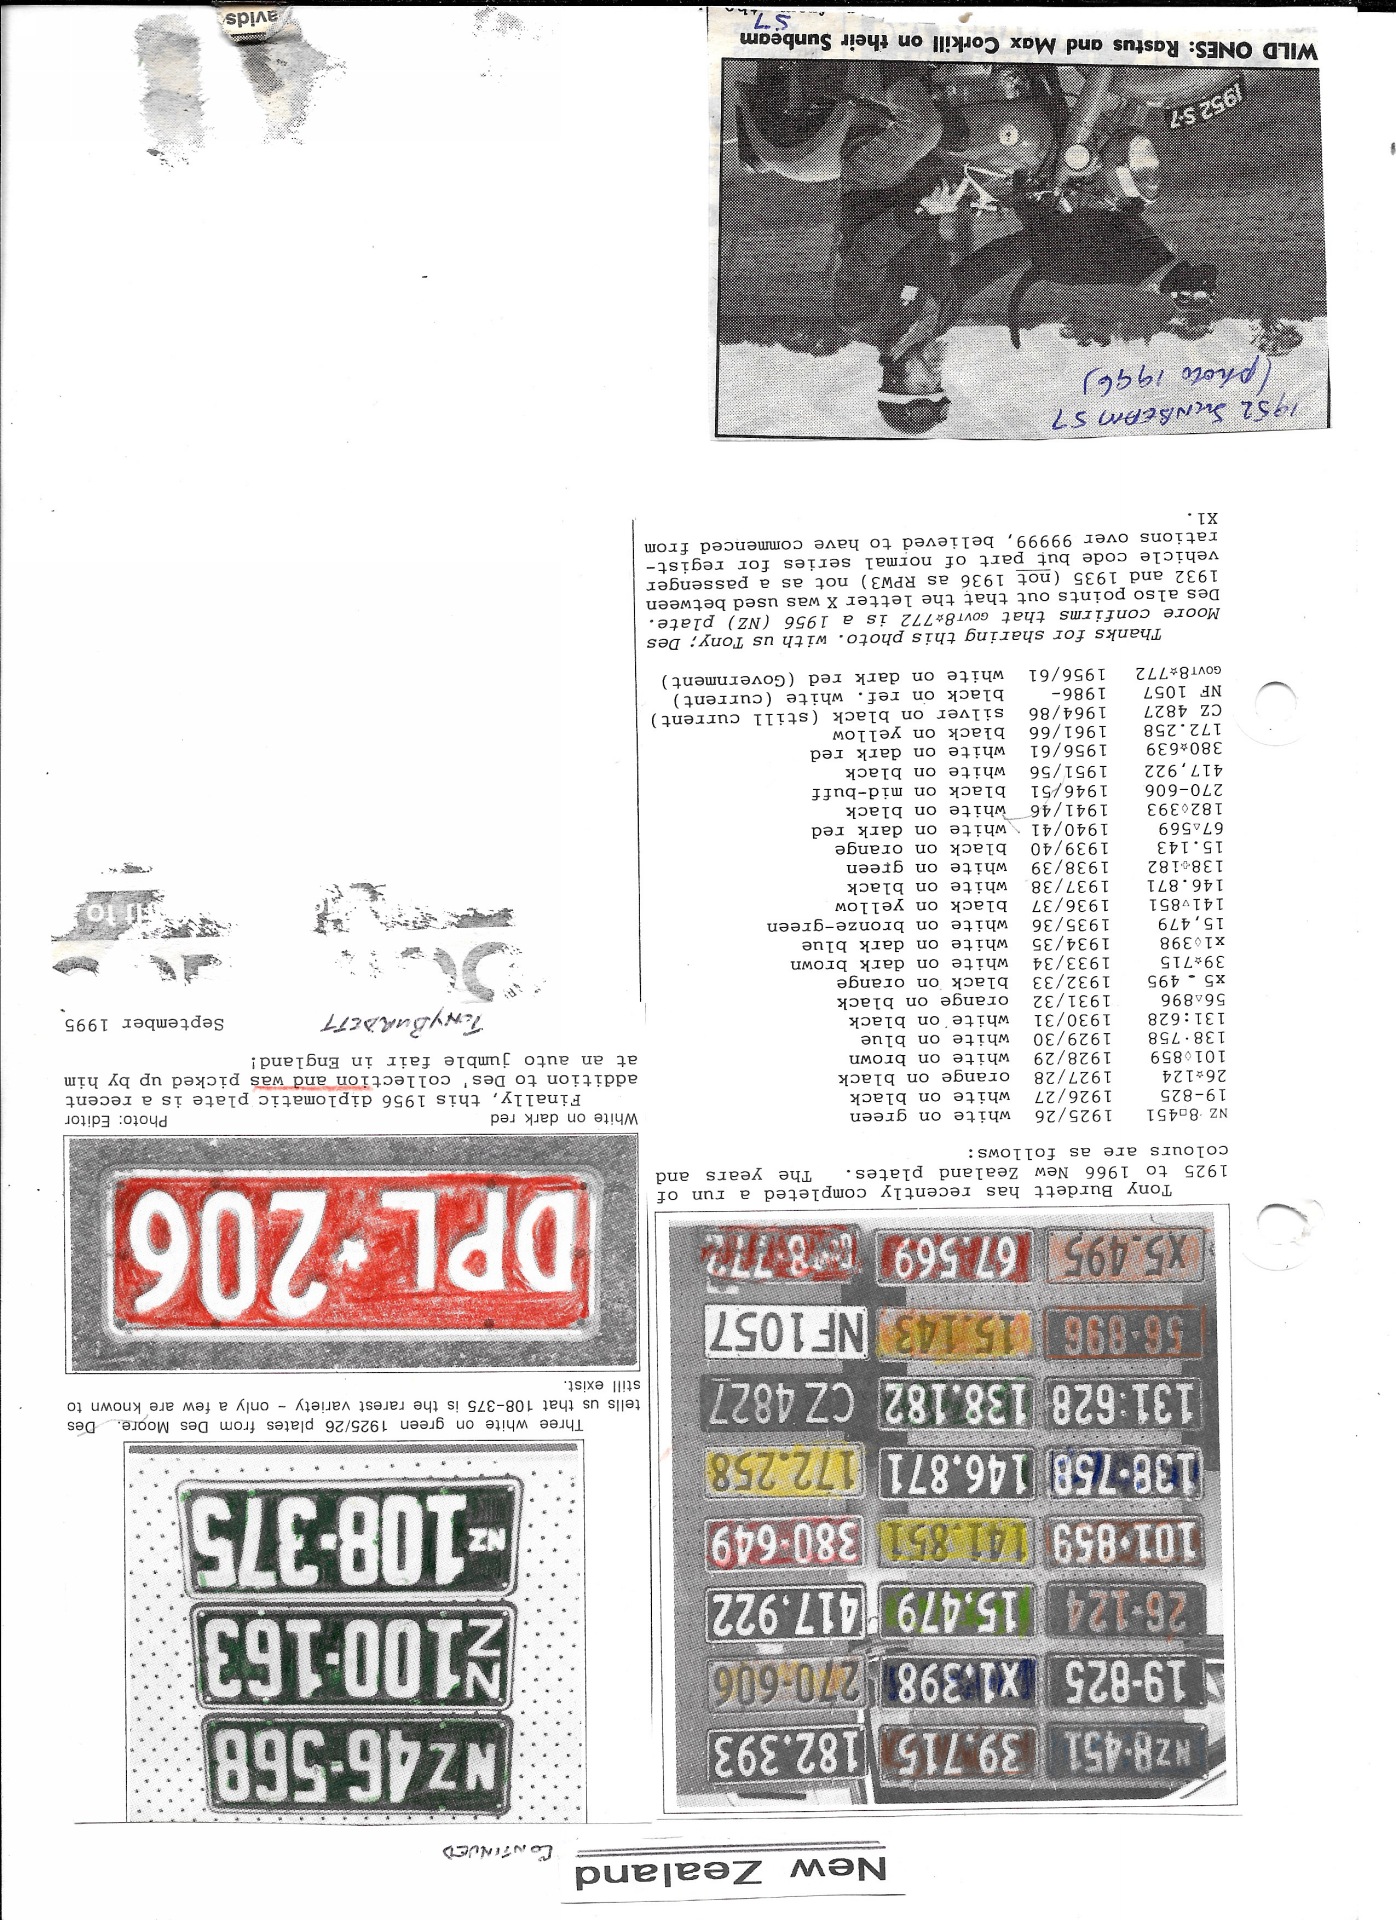 New Zealand
CONTINUED
NZ8·451 39.715 182.393
19-825 X1.398 270-606
26*124 15.479 417.922
101◊859 141.851 380·649
138·758 146.871 172.258
131:628 138.182 CZ 4827
56▵896 15.143 NF1057
X5.495 67.569 8·772
Tony Burdett has recently completed a run of
1925 to 1966 New Zealand plates. The years and
colours are as follows:
NZ 8□451 1925/26 white on green
19-825 1926/27 white on black
26*124 1927/28 orange on black
101◊859 1928/29 white on brown
138·758 1929/30 white on blue
131:628 1930/31 white on black
56▵896 1931/32 orange on black
X5-495 1932/33 black on orange
39*715 1933/34 white on dark brown
X1◊398 1934/35 white on dark blue
15,479 1935/36 white on bronze-green
141▿851 1936/37 black on yellow
146.871 1937/38 white on black
138÷182 1938/39 white on green
15.143 1939/40 black on orange
67▵569 1940/41 white on dark red
182◊393 1941/46 white on black
270-606 1946/51 black on mid-buff
417,922 1951/56 white on black
380*639 1956/61 white on dark red
172.258 1961/66 black on yellow
CZ 4827 1964/86 silver on black (still current)
NF 1057 1986- black on ref. white (current)
GOVT8*772 1956/61 white on dark red (Government)
Thanks for sharing this photo. with us Tony; Des
Moore confirms that GOVT8*772 is a 1956 (NZ) plate.
Des also points out that the letter X was used between
1932 and 1935 (not 1936 as RPW3) not as a passenger
vehicle code but part of normal series for regist-
rations over 99999, believed to have commenced from
X1.
1952 SUNBEAM S7
(photo 1996)
1952 S-7
WILD ONES: Rastus and Max Corkill on their Sunbeam
S7
NZ46-568
NZ100-163
NZ108-375
Three white on green 1925/26 plates from Des Moore. Des
tells us that 108-375 is the rarest variety - only a few are known to
still exist.
DPL*206
White on dark red Photo: Editor
Finally, this 1956 diplomatic plate is a recent
addition to Des' collection and was picked up by him
at an auto jumble fair in England!
TONY BURDETT September 1995
avids